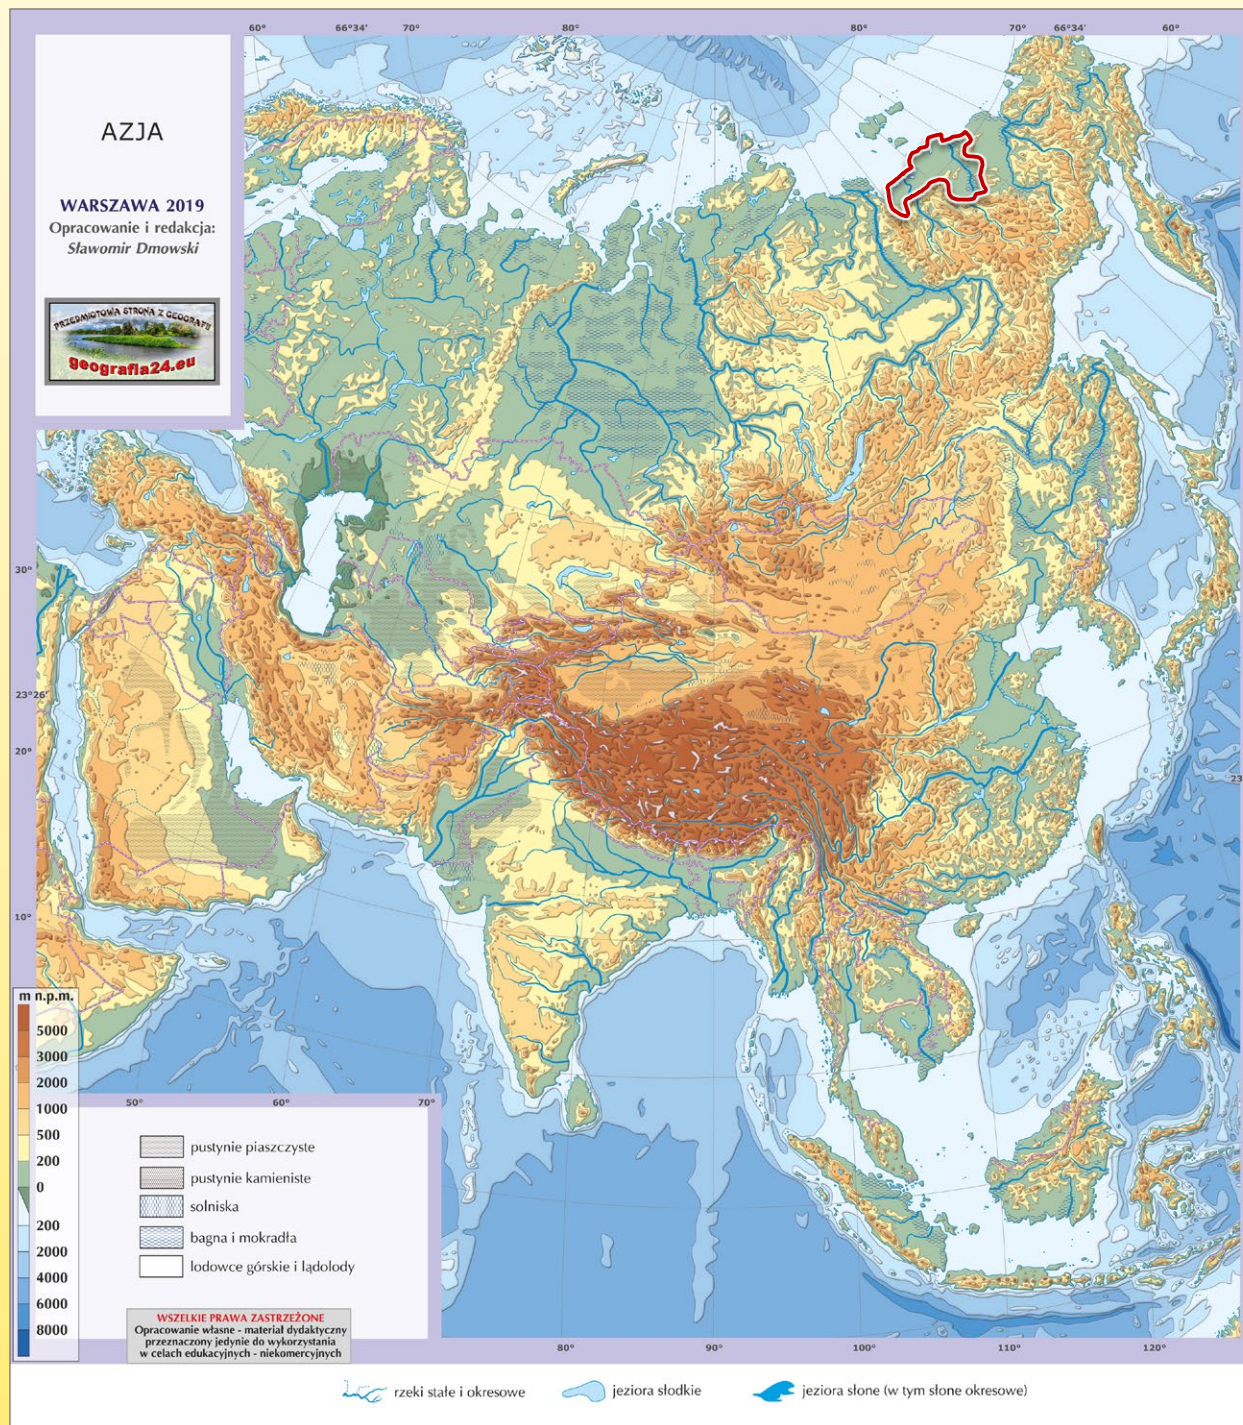 60° 66°34' 70° 80° 80° 70° 66°34' 60°
AZJA
WARSZAWA 2019
Opracowanie i redakcja:
Sławomir Dmowski
PRZEDMIOTOWA STRONA Z GEOGRAFII
geografia24.eu
30°
23°26'
20°
23
10°
m n.p.m.
5000
3000
2000
1000
500
200
0
200
2000
4000
6000
8000
50° 60° 70°
pustynie piaszczyste
pustynie kamieniste
solniska
bagna i mokradła
lodowce górskie i lądolody
WSZELKIE PRAWA ZASTRZEŻONE
Opracowanie własne - materiał dydaktyczny
przeznaczony jedynie do wykorzystania
w celach edukacyjnych - niekomercyjnych
80° 90° 100° 110° 120°
rzeki stałe i okresowe jeziora słodkie jeziora słone (w tym słone okresowe)